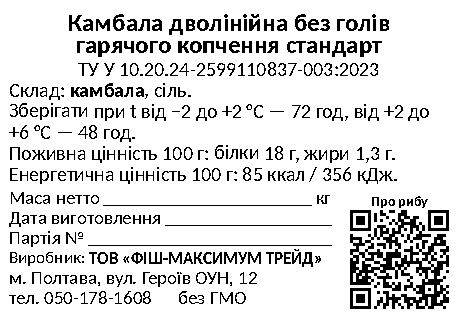 Камбала дволінійна без голів
гарячого копчення стандарт
ТУ У 10.20.24-2599110837-003:2023
Склад: камбала, сіль.
Зберігати при t від −2 до +2 °С — 72 год, від +2 до
+6 °С — 48 год.
Поживна цінність 100 г: білки 18 г, жири 1,3 г.
Енергетична цінність 100 г: 85 ккал / 356 кДж.
Маса нетто ______________________ кг
Дата виготовлення __________________
Партія № __________________________
Про рибу
Виробник: ТОВ «ФІШ-МАКСИМУМ ТРЕЙД»
м. Полтава, вул. Героїв ОУН, 12
тел. 050-178-1608 без ГМО